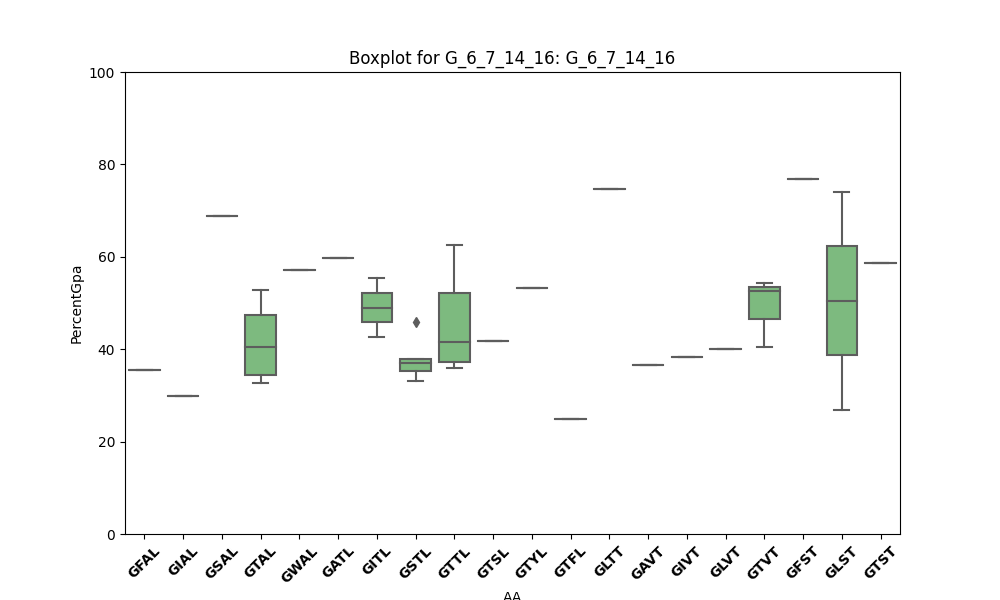 Boxplot for G_6_7_14_16: G_6_7_14_16
100
80
60
40
20
0
PercentGpa
GFAL
GIAL
GSAL
GTAL
GWAL
GATL
GITL
GSTL
GTTL
GTSL
GTYL
GTFL
GLTT
GAVT
GIVT
GLVT
GTVT
GFST
GLST
GTST
AA